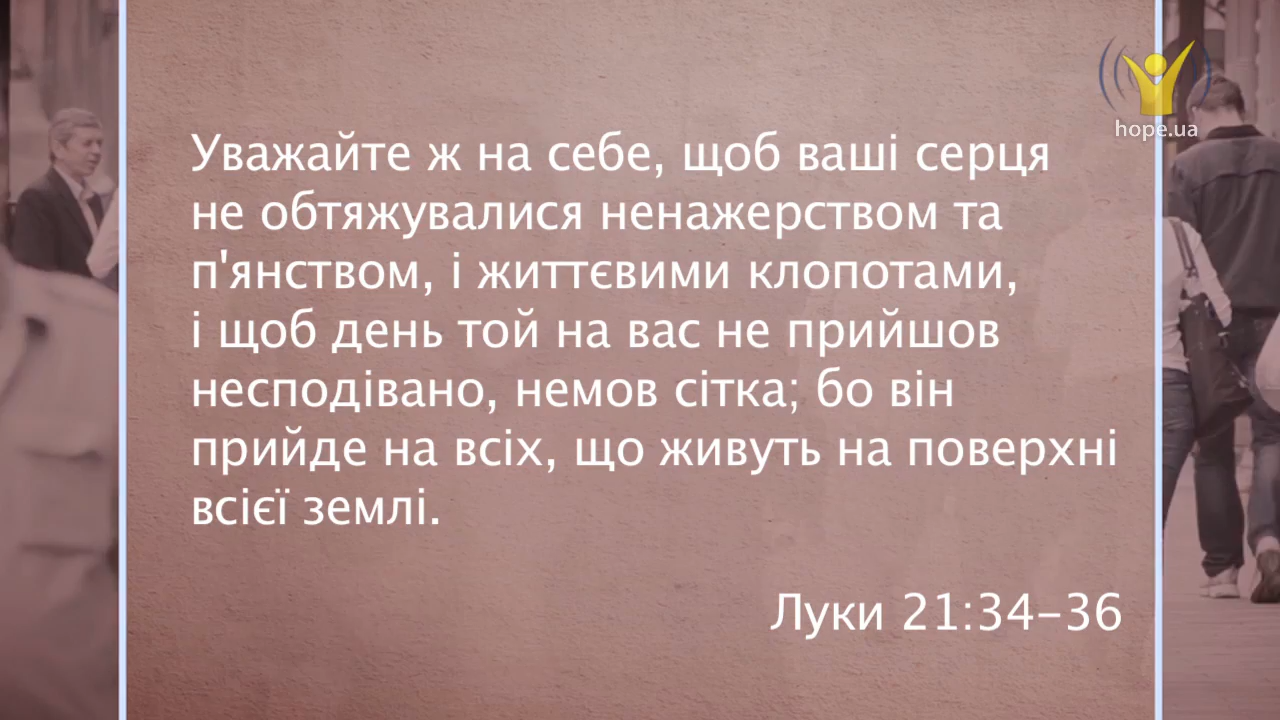 hope.ua
Уважайте ж на себе, щоб ваші серця
не обтяжувалися ненажерством та
п'янством, і життєвими клопотами,
і щоб день той на вас не прийшов
несподівано, немов сітка; бо він
прийде на всіх, що живуть на поверхні
всієї землі.
Луки 21:34-36